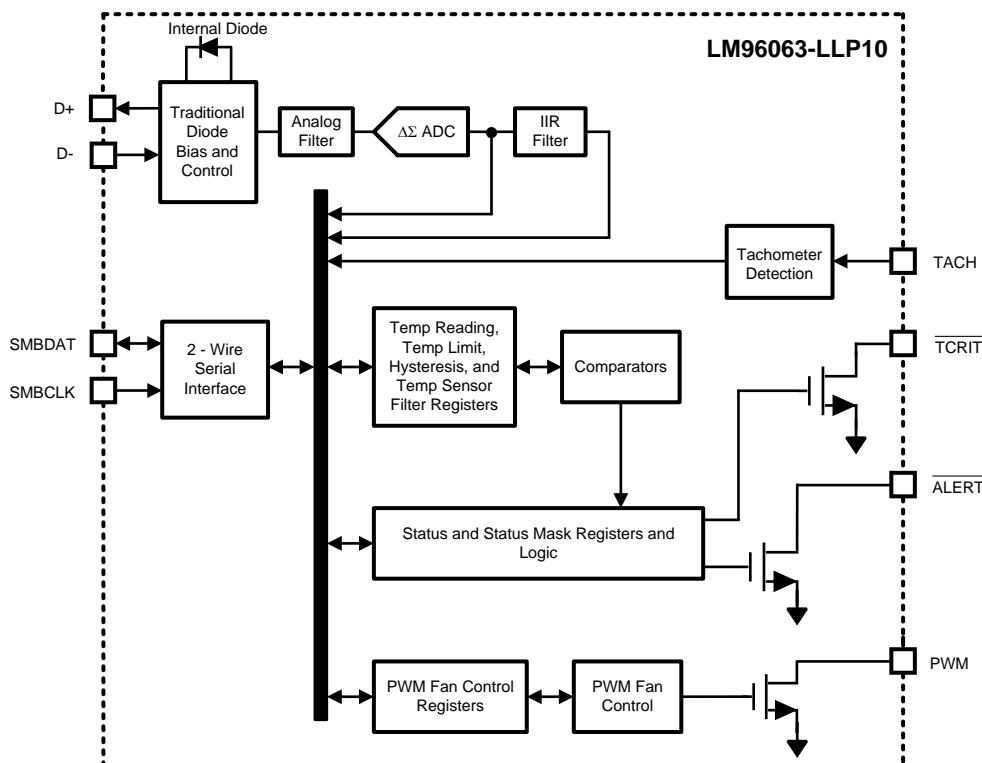 Internal Diode
LM96063-LLP10
D+
D-
Traditional
Diode
Bias and
Control
Analog
Filter
ΔΣ ADC
IIR
Filter
Tachometer
Detection
TACH
SMBDAT
SMBCLK
2 - Wire
Serial
Interface
Temp Reading,
Temp Limit,
Hysteresis, and
Temp Sensor
Filter Registers
Comparators
TCRIT
ALERT
Status and Status Mask Registers and
Logic
PWM Fan Control
Registers
PWM Fan
Control
PWM